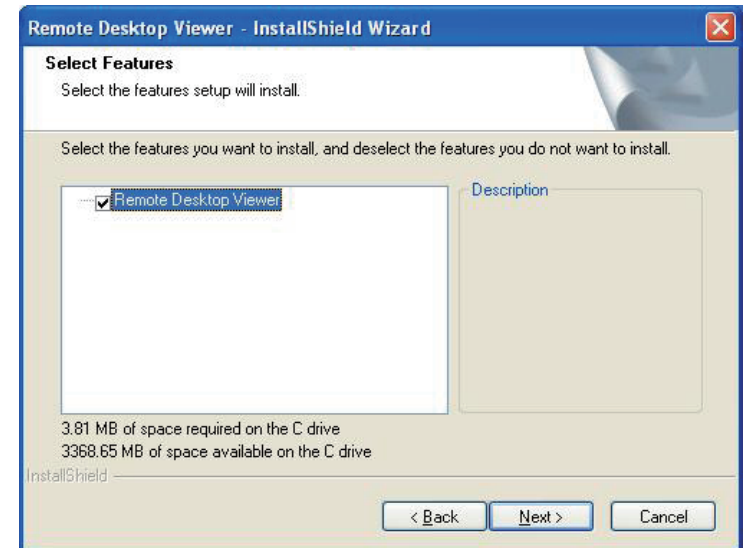 Remote Desktop Viewer - InstallShield Wizard
Select Features
Select the features setup will install.
Select the features you want to install, and deselect the features you do not want to install.
Remote Desktop Viewer
Description
3.81 MB of space required on the C drive
3368.65 MB of space available on the C drive
InstallShield
< Back
Next >
Cancel